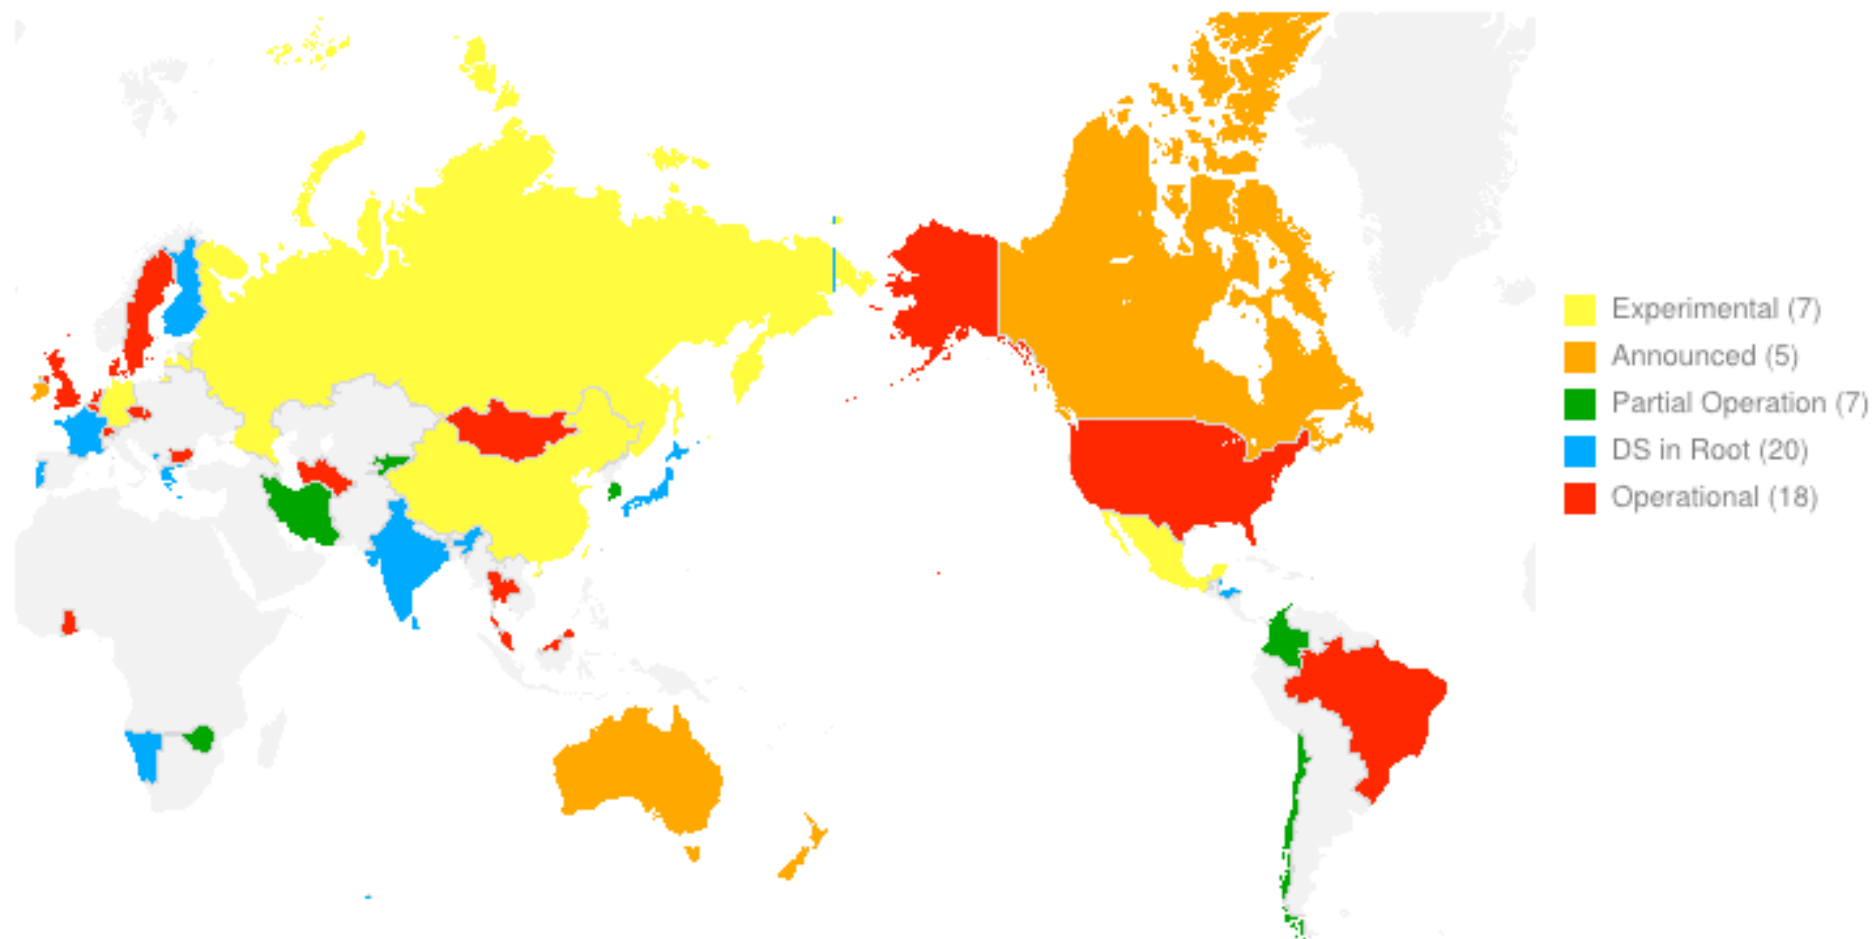 Experimental (7)
Announced (5)
Partial Operation (7)
DS in Root (20)
Operational (18)